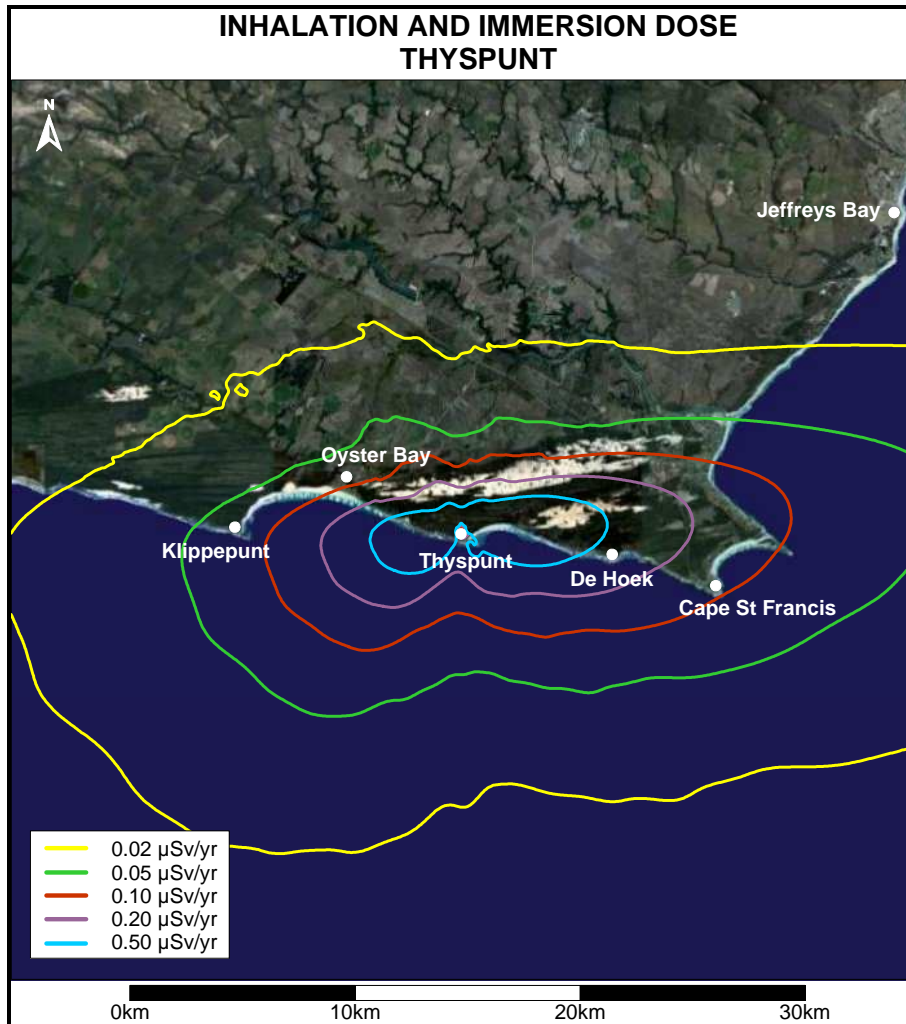 INHALATION AND IMMERSION DOSE
THYSPUNT
N
Jeffreys Bay
Oyster Bay
Klippepunt
Thyspunt
De Hoek
Cape St Francis
0.02 µSv/yr
0.05 µSv/yr
0.10 µSv/yr
0.20 µSv/yr
0.50 µSv/yr
0km 10km 20km 30km